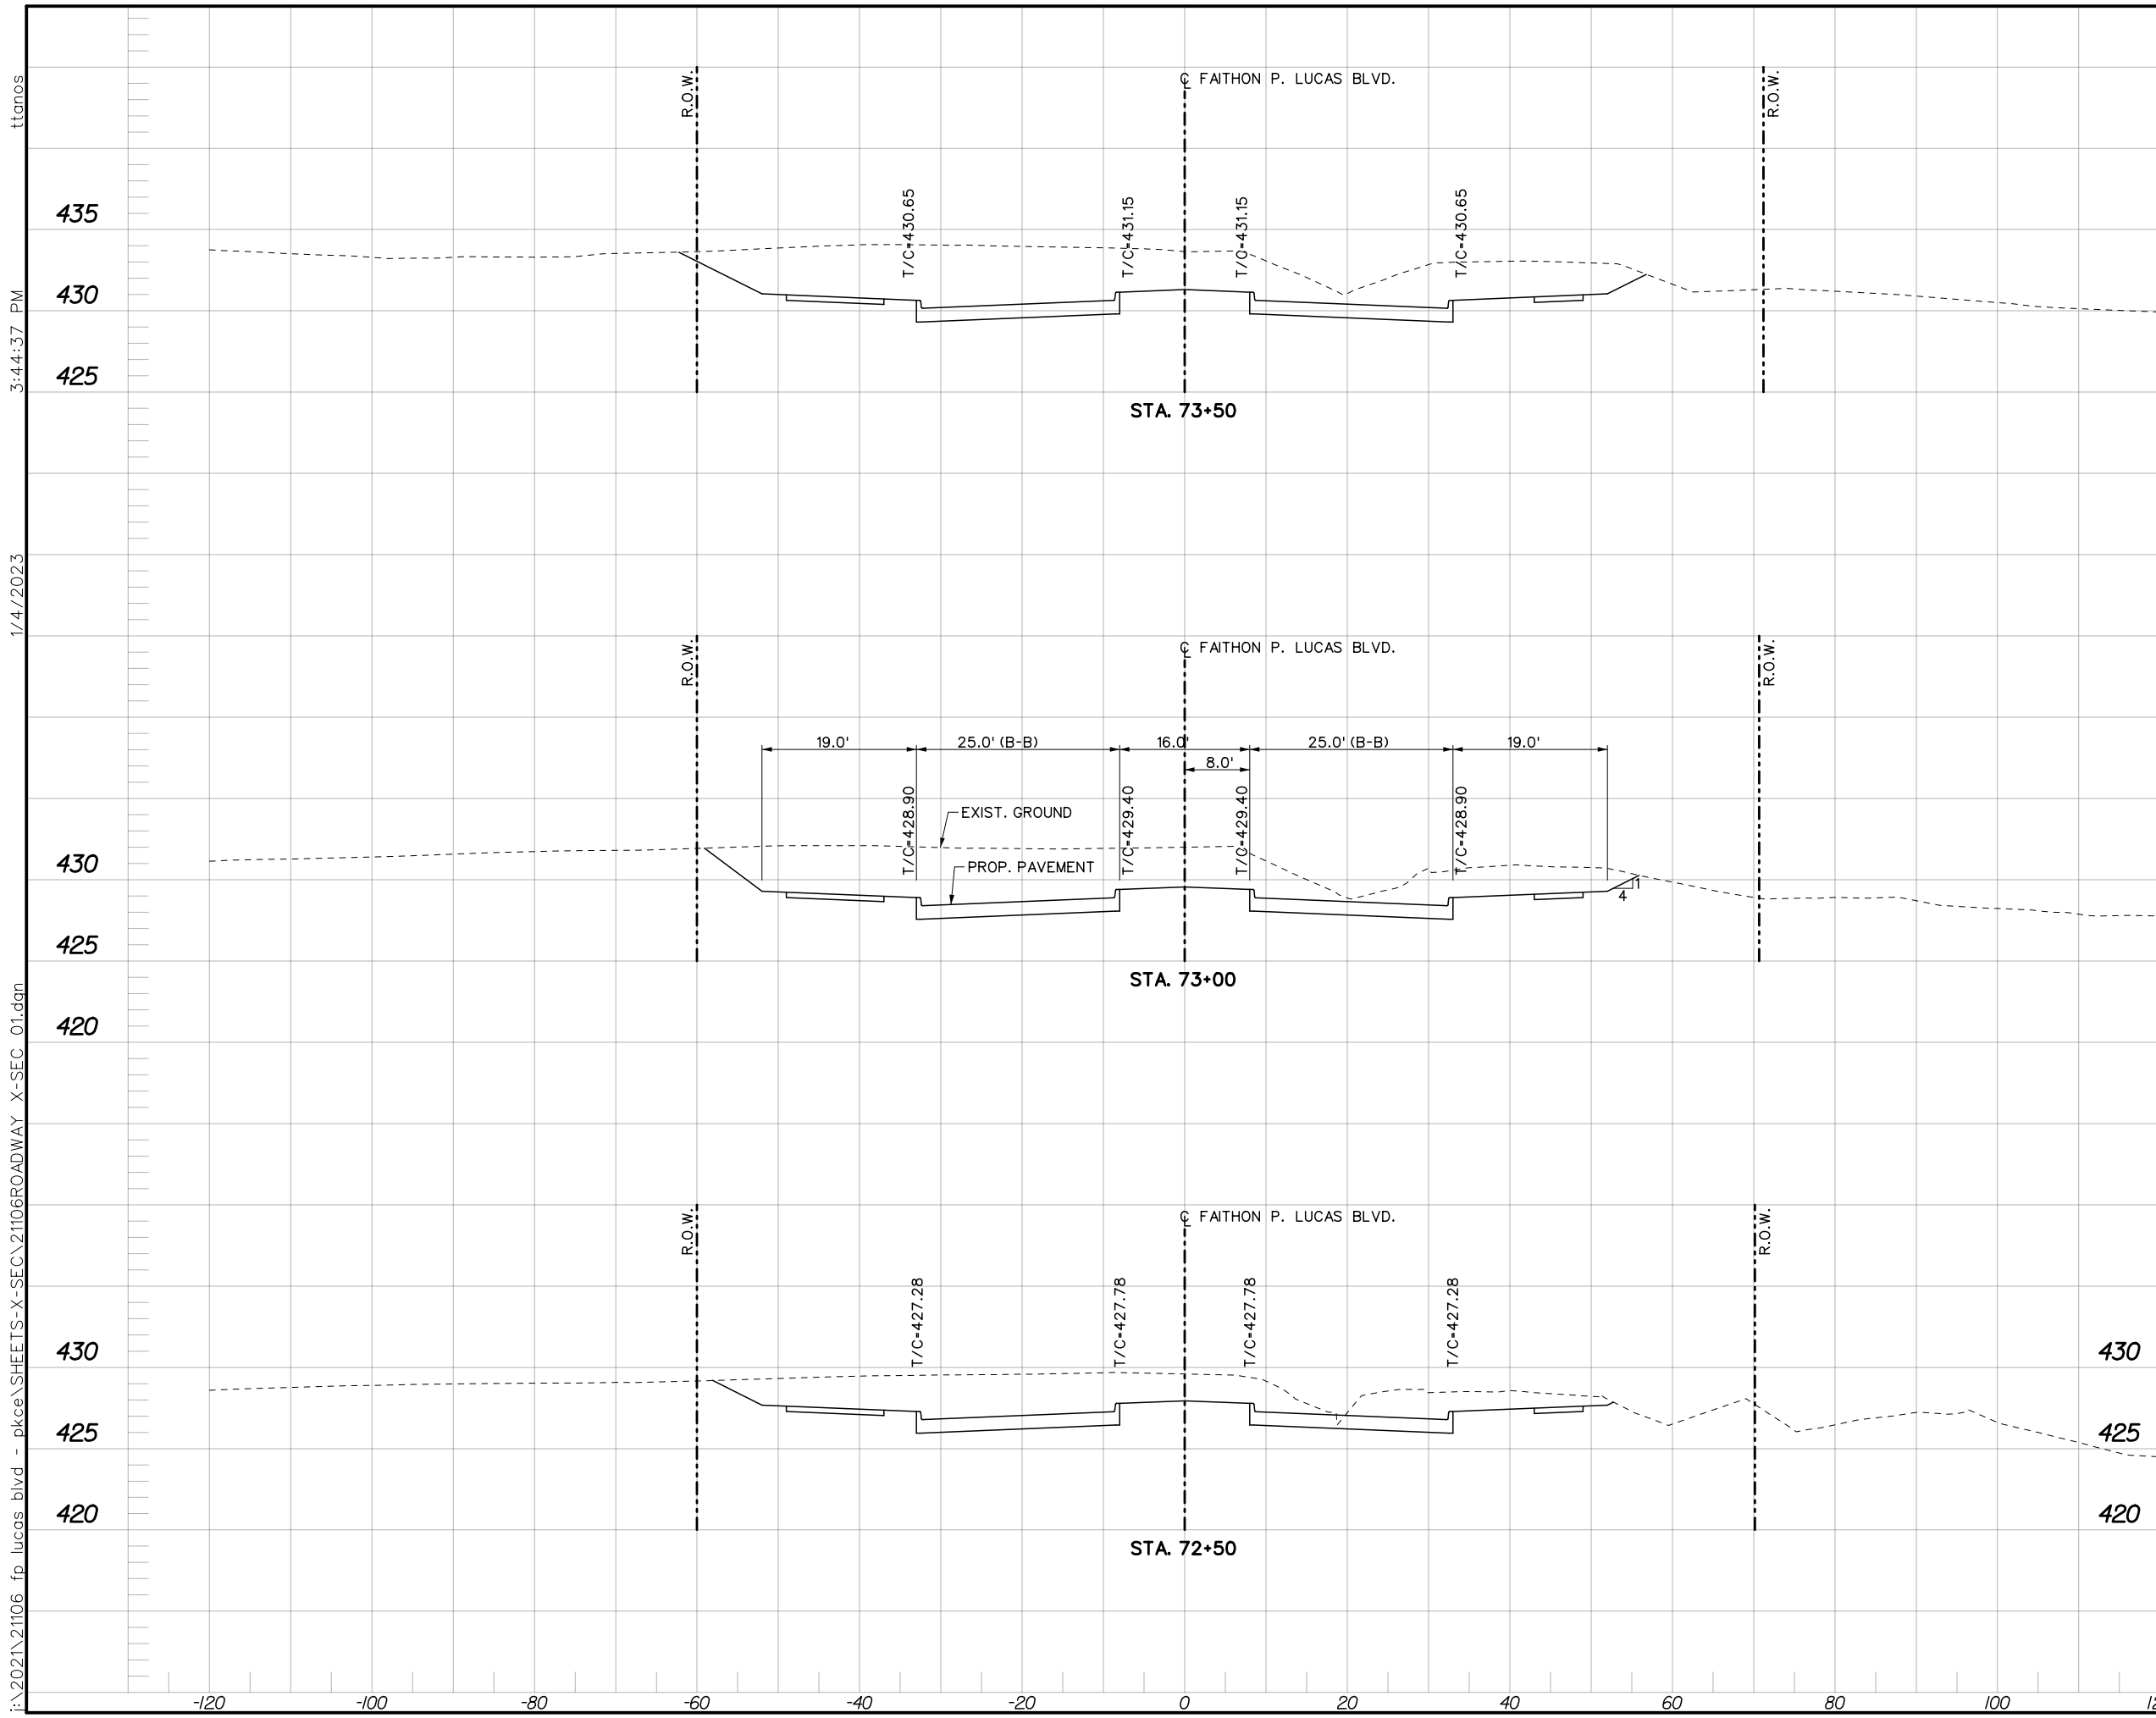 ttanos
3:44:37 PM
1/4/2023
j:\2021\21106 fp lucas blvd - pkce\SHEETS-X-SEC\21106ROADWAY X-SEC 01.dgn
R.O.W.
℄ FAITHON P. LUCAS BLVD.
R.O.W.
T/C=430.65
T/C=431.15
T/C=431.15
T/C=430.65
435
430
425
STA. 73+50
R.O.W.
℄ FAITHON P. LUCAS BLVD.
R.O.W.
19.0'
25.0' (B-B)
16.0'
25.0' (B-B)
19.0'
8.0'
T/C=428.90
T/C=429.40
T/C=429.40
T/C=428.90
EXIST. GROUND
PROP. PAVEMENT
1
4
430
425
STA. 73+00
420
R.O.W.
℄ FAITHON P. LUCAS BLVD.
R.O.W.
T/C=427.28
T/C=427.78
T/C=427.78
T/C=427.28
430
430
425
425
420
420
STA. 72+50
-120 -100 -80 -60 -40 -20 0 20 40 60 80 100